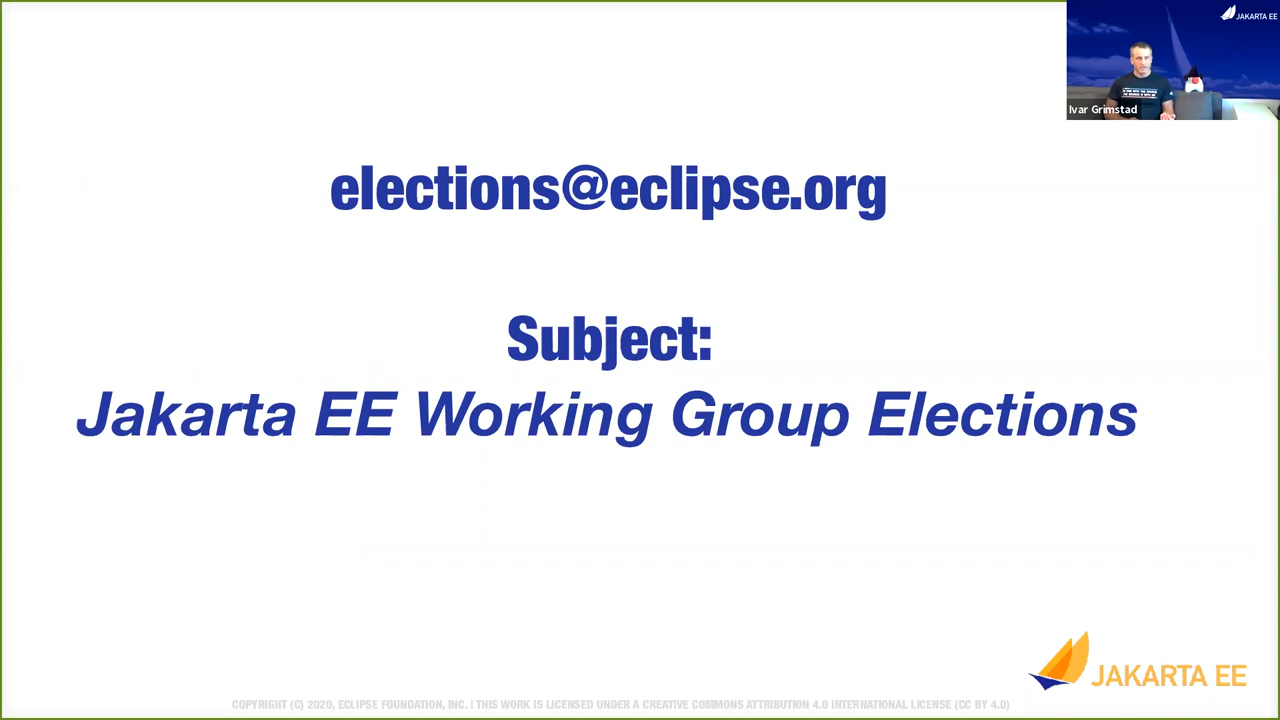 JAKARTA EE
Ivar Grimstad
elections@eclipse.org
Subject:
Jakarta EE Working Group Elections
JAKARTA EE
COPYRIGHT (C) 2020, ECLIPSE FOUNDATION, INC. | THIS WORK IS LICENSED UNDER A CREATIVE COMMONS ATTRIBUTION 4.0 INTERNATIONAL LICENSE (CC BY 4.0)